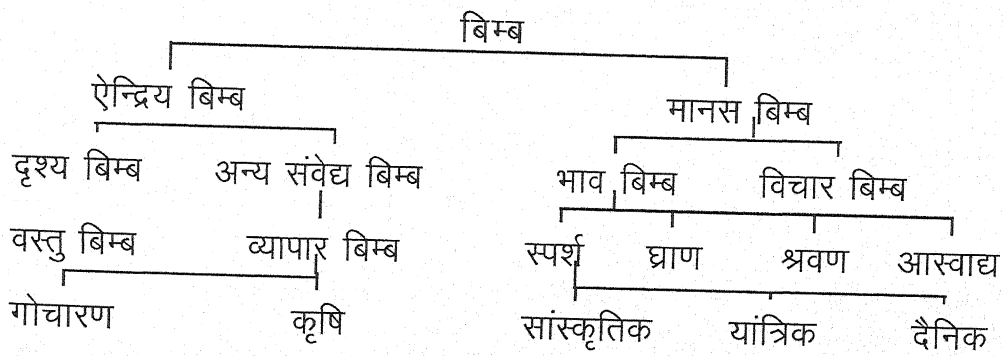 बिम्ब
ऐन्द्रिय बिम्ब मानस बिम्ब
दृश्य बिम्ब अन्य संवेद्य बिम्ब भाव बिम्ब विचार बिम्ब
वस्तु बिम्ब व्यापार बिम्ब स्पर्श घ्राण श्रवण आस्वाद्य
गोचारण कृषि सांस्कृतिक यांत्रिक दैनिक